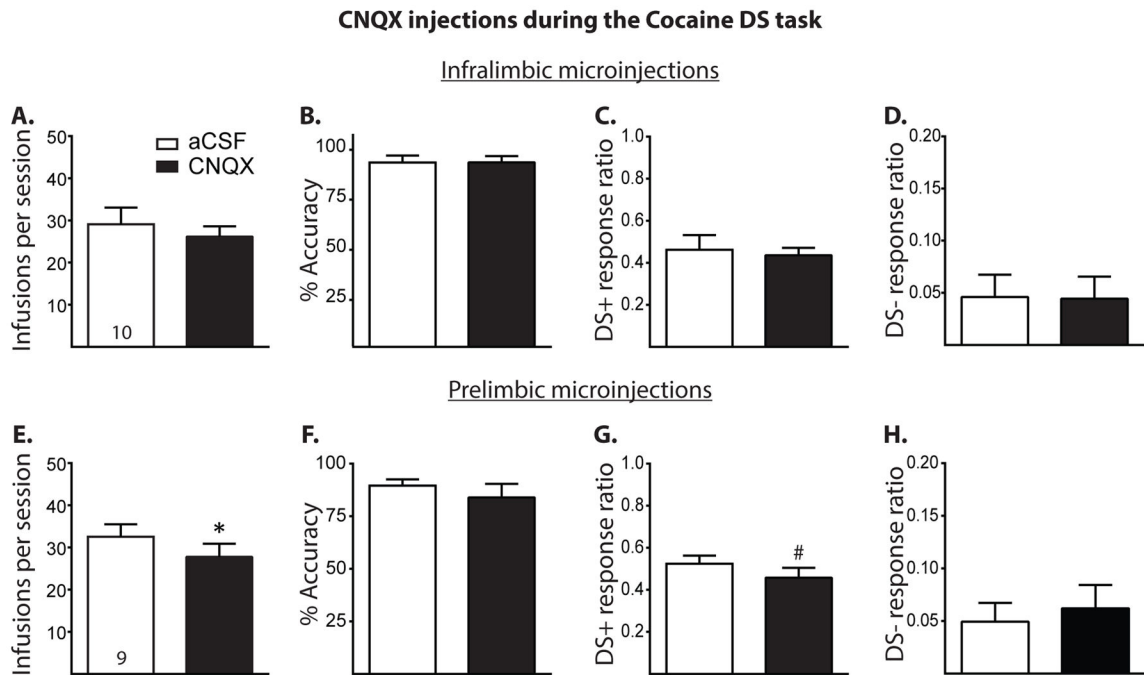 CNQX injections during the Cocaine DS task
Infralimbic microinjections
A.
Infusions per session
50
40
30
20
10
aCSF
CNQX
10
B.
% Accuracy
100
75
50
25
C.
DS+ response ratio
1.0
0.8
0.6
0.4
0.2
D.
DS- response ratio
0.20
0.15
0.10
0.05
Prelimbic microinjections
E.
Infusions per session
50
40
30
20
10
*
9
F.
% Accuracy
100
75
50
25
G.
DS+ response ratio
1.0
0.8
0.6
0.4
0.2
#
H.
DS- response ratio
0.20
0.15
0.10
0.05